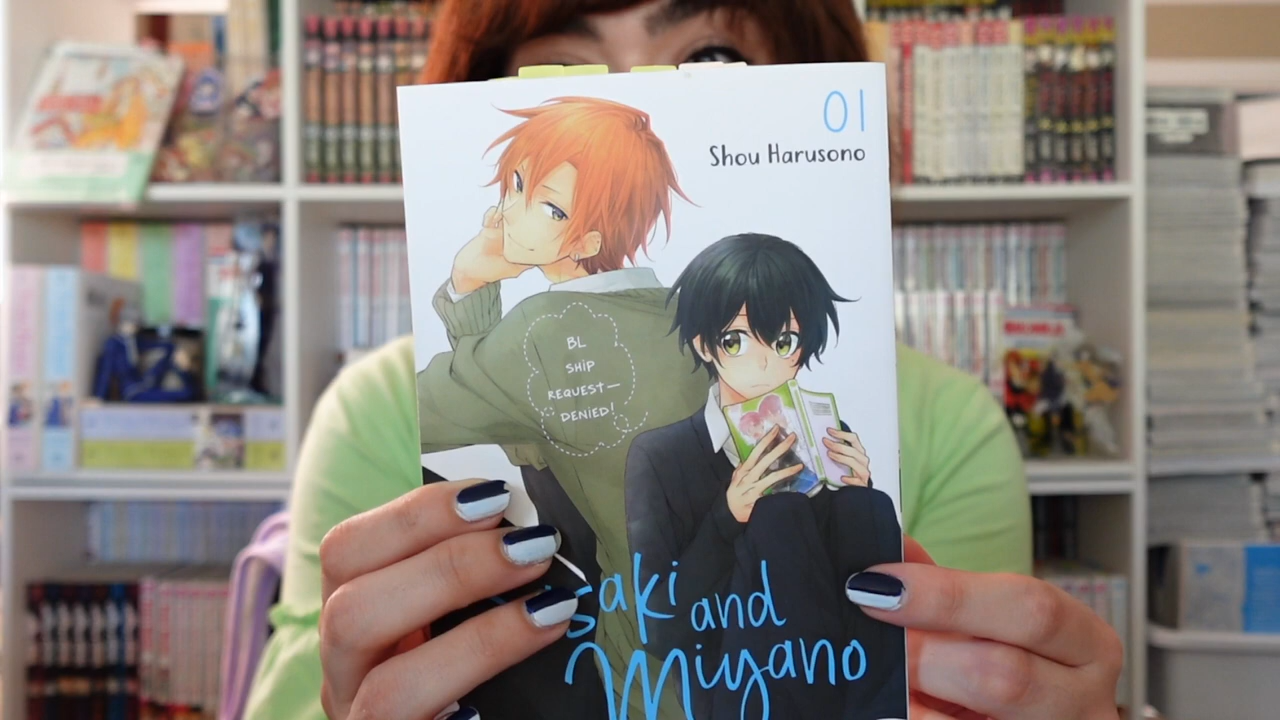 01
Shou Harusono
BL
SHIP
REQUEST—
DENIED!
saki and
Miyano